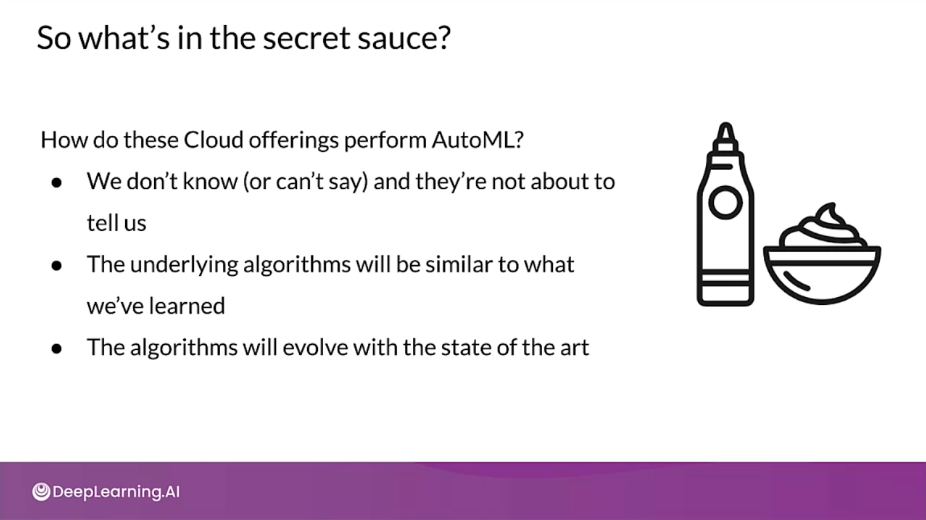 So what's in the secret sauce?
How do these Cloud offerings perform AutoML?
● We don't know (or can't say) and they're not about to
tell us
● The underlying algorithms will be similar to what
we've learned
● The algorithms will evolve with the state of the art
DeepLearning.AI